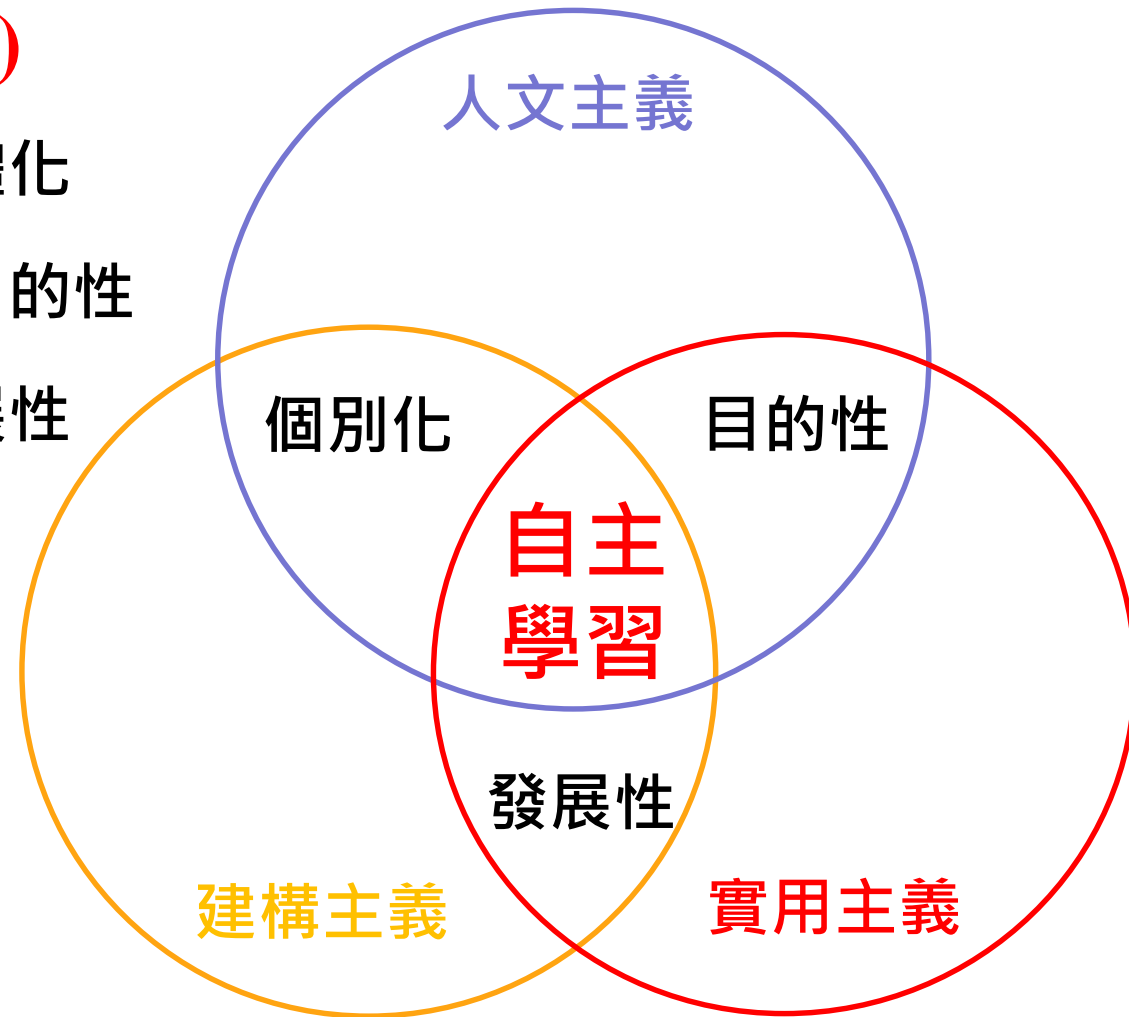 )
人文主義
化
的性
性
個別化
目的性
自主
學習
發展性
建構主義
實用主義